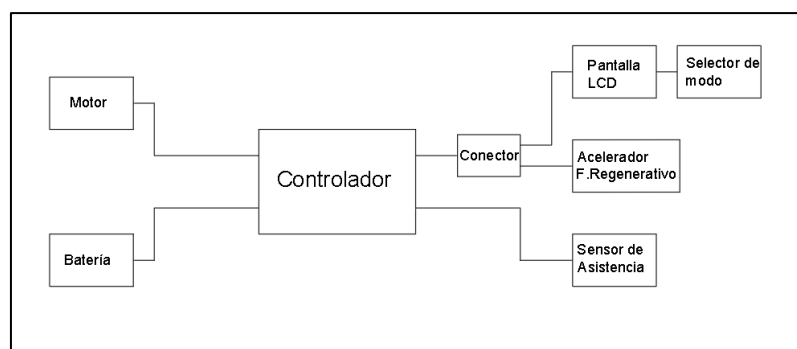 Motor
Batería
Controlador
Conector
Pantalla
LCD
Selector de
modo
Acelerador
F.Regenerativo
Sensor de
Asistencia